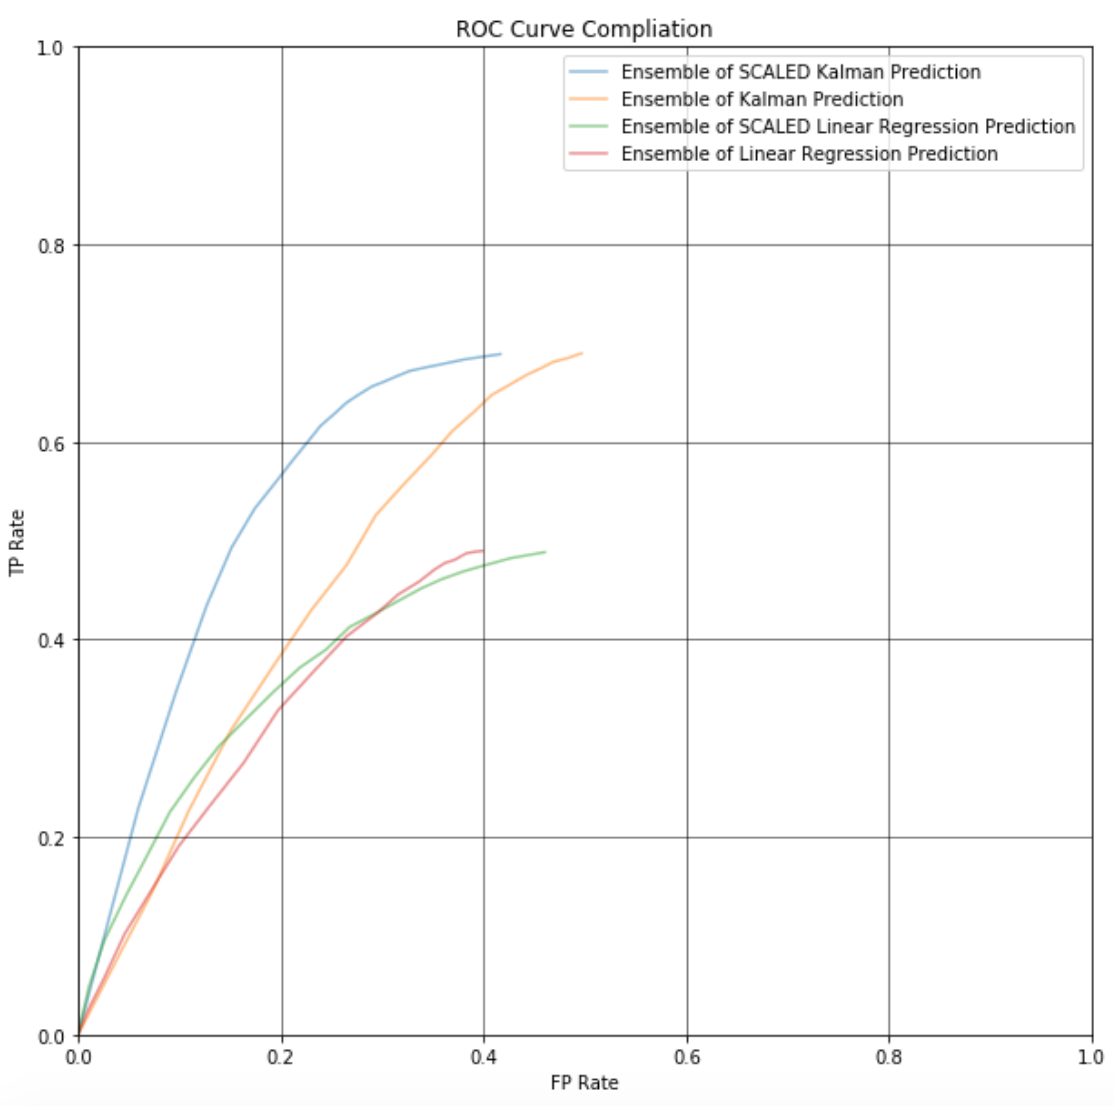 ROC Curve Compliation
1.0
0.8
0.6
0.4
0.2
0.0
TP Rate
Ensemble of SCALED Kalman Prediction
Ensemble of Kalman Prediction
Ensemble of SCALED Linear Regression Prediction
Ensemble of Linear Regression Prediction
0.0 0.2 0.4 0.6 0.8 1.0
FP Rate